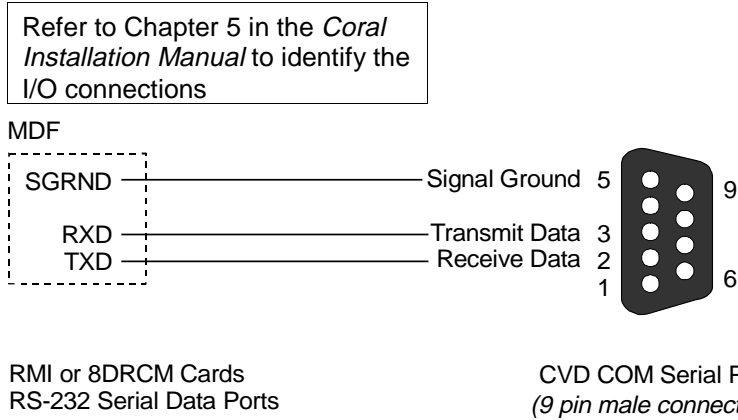 Refer to Chapter 5 in the Coral
Installation Manual to identify the
I/O connections
MDF
SGRND Signal Ground 5 9
RXD Transmit Data 3
TXD Receive Data 2
1 6
RMI or 8DRCM Cards CVD COM Serial
RS-232 Serial Data Ports (9 pin male